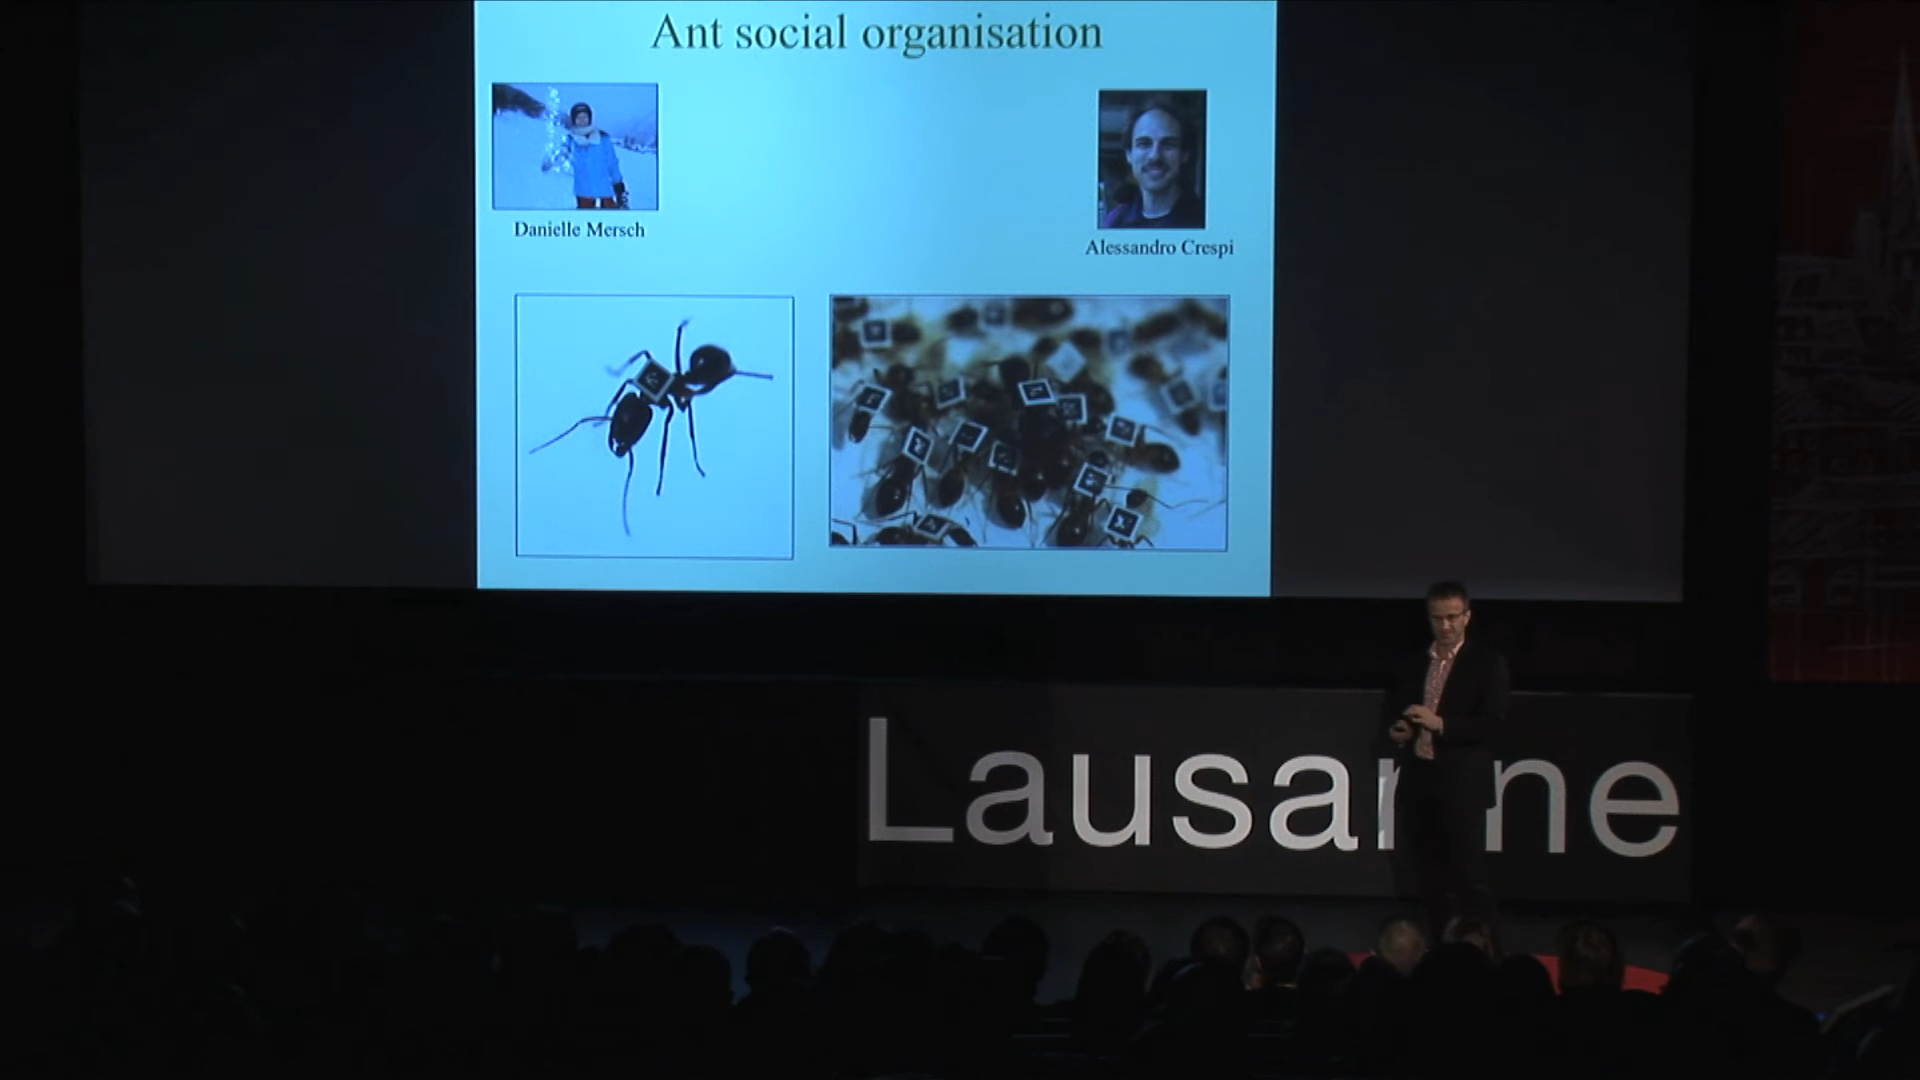 Ant social organisation
Danielle Mersch
Alessandro Crespi
Lausanne